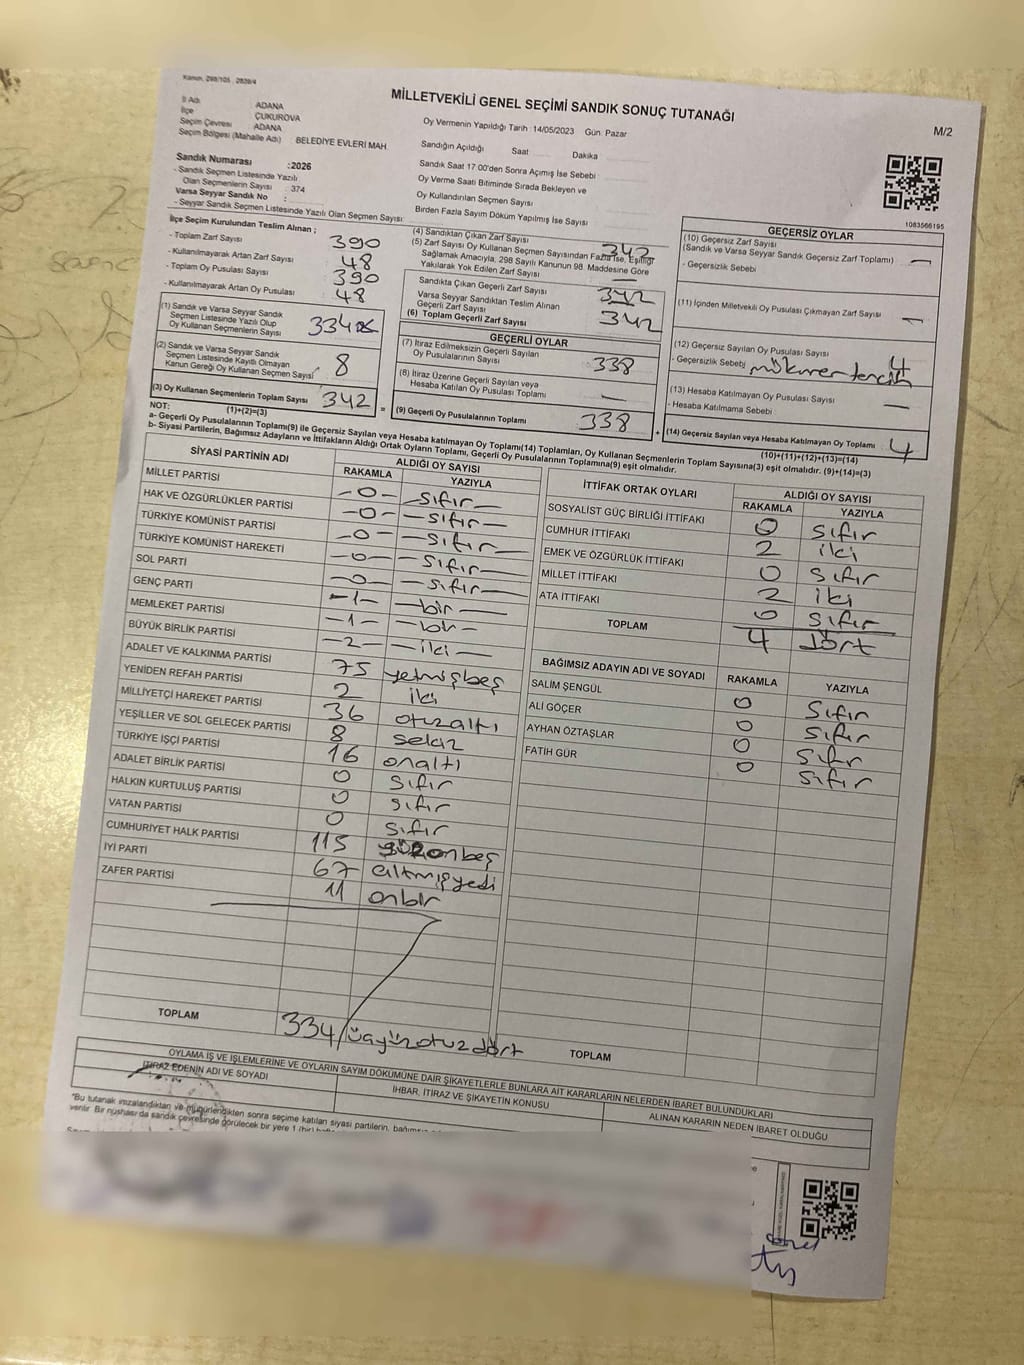 Kanun, 298/105 , 2839/4
MİLLETVEKİLİ GENEL SEÇİMİ SANDIK SONUÇ TUTANAĞI
M/2
İl Adı ADANA
İlçe ÇUKUROVA
Seçim Çevresi ADANA
Seçim Bölgesi (Mahalle Adı) BELEDİYE EVLERİ MAH.
Sandık Numarası :2026
- Sandık Seçmen Listesinde Yazılı
Olan Seçmenlerin Sayısı : 374
Varsa Seyyar Sandık No :
- Seyyar Sandık Seçmen Listesinde Yazılı Olan Seçmen Sayısı:
Oy Vermenin Yapıldığı Tarih :14/05/2023 Gün: Pazar
Sandığın Açıldığı Saat Dakika
Sandık Saat 17:00'den Sonra Açımış İse Sebebi
Oy Verme Saati Bitiminde Sırada Bekleyen ve
Oy Kullandırılan Seçmen Sayısı
Birden Fazla Sayım Döküm Yapılmış İse Sayısı
1083566195
İlçe Seçim Kurulundan Teslim Alınan ;
- Toplam Zarf Sayısı 390
- Kullanılmayarak Artan Zarf Sayısı 48
- Toplam Oy Pusulası Sayısı 390
- Kullanılmayarak Artan Oy Pusulası 48
(1) Sandık ve Varsa Seyyar Sandık
Seçmen Listesinde Yazılı Olup
Oy Kullanan Seçmenlerin Sayısı 334
(2) Sandık ve Varsa Seyyar Sandık
Seçmen Listesinde Kayıtlı Olmayan
Kanun Gereği Oy Kullanan Seçmen Sayısı 8
(3) Oy Kullanan Seçmenlerin Toplam Sayısı 342
(1)+(2)=(3)
(4) Sandıktan Çıkan Zarf Sayısı 342
(5) Zarf Sayısı Oy Kullanan Seçmen Sayısından Fazla İse, Eşitliği
Sağlamak Amacıyla, 298 Sayılı Kanunun 98. Maddesine Göre
Yakılarak Yok Edilen Zarf Sayısı —
Sandıkta Çıkan Geçerli Zarf Sayısı 342
Varsa Seyyar Sandıktan Teslim Alınan
Geçerli Zarf Sayısı
(6) Toplam Geçerli Zarf Sayısı 342
GEÇERLİ OYLAR
(7) İtiraz Edilmeksizin Geçerli Sayılan
Oy Pusulalarının Sayısı 338
(8) İtiraz Üzerine Geçerli Sayılan veya
Hesaba Katılan Oy Pusulası Toplamı —
= (9) Geçerli Oy Pusulalarının Toplamı 338
GEÇERSİZ OYLAR
(10) Geçersiz Zarf Sayısı
(Sandık ve Varsa Seyyar Sandık Geçersiz Zarf Toplamı) —
- Geçersizlik Sebebi
(11) İçinden Milletvekili Oy Pusulası Çıkmayan Zarf Sayısı —
(12) Geçersiz Sayılan Oy Pusulası Sayısı 4
- Geçersizlik Sebebi mükerrer tercih
(13) Hesaba Katılmayan Oy Pusulası Sayısı —
- Hesaba Katılmama Sebebi
+ (14) Geçersiz Sayılan veya Hesaba Katılmayan Oy Toplamı 4
(10)+(11)+(12)+(13)=(14)
NOT:
a- Geçerli Oy Pusulalarının Toplamı(9) ile Geçersiz Sayılan veya Hesaba katılmayan Oy Toplamı(14) Toplamları, Oy Kullanan Seçmenlerin Toplam Sayısına(3) eşit olmalıdır. (9)+(14)=(3)
b- Siyasi Partilerin, Bağımsız Adayların ve İttifakların Aldığı Ortak Oyların Toplamı, Geçerli Oy Pusulalarının Toplamına(9) eşit olmalıdır.
SİYASİ PARTİNİN ADI ALDIĞI OY SAYISI
RAKAMLA YAZIYLA
MİLLET PARTİSİ -0- sıfır
HAK VE ÖZGÜRLÜKLER PARTİSİ -0- sıfır
TÜRKİYE KOMÜNİST PARTİSİ -0- sıfır
TÜRKİYE KOMÜNİST HAREKETİ -0- sıfır
SOL PARTİ -0- sıfır
GENÇ PARTİ -1- bir
MEMLEKET PARTİSİ -1- bir
BÜYÜK BİRLİK PARTİSİ -2- iki
ADALET VE KALKINMA PARTİSİ 75 yetmişbeş
YENİDEN REFAH PARTİSİ 2 iki
MİLLİYETÇİ HAREKET PARTİSİ 36 otuzaltı
YEŞİLLER VE SOL GELECEK PARTİSİ 8 sekiz
TÜRKİYE İŞÇİ PARTİSİ 16 onaltı
ADALET BİRLİK PARTİSİ 0 sıfır
HALKIN KURTULUŞ PARTİSİ 0 sıfır
VATAN PARTİSİ 0 sıfır
CUMHURİYET HALK PARTİSİ 115 yüzonbeş
İYİ PARTİ 67 altmışyedi
ZAFER PARTİSİ 11 onbir
TOPLAM 334 üçyüzotuzdört
İTTİFAK ORTAK OYLARI ALDIĞI OY SAYISI
RAKAMLA YAZIYLA
SOSYALİST GÜÇ BİRLİĞİ İTTİFAKI 0 sıfır
CUMHUR İTTİFAKI 2 iki
EMEK VE ÖZGÜRLÜK İTTİFAKI 0 sıfır
MİLLET İTTİFAKI 2 iki
ATA İTTİFAKI 0 sıfır
TOPLAM 4 dört
BAĞIMSIZ ADAYIN ADI VE SOYADI RAKAMLA YAZIYLA
SALİM ŞENGÜL 0 sıfır
ALİ GÖÇER 0 sıfır
AYHAN ÖZTAŞLAR 0 sıfır
FATİH GÜR 0 sıfır
TOPLAM
OYLAMA İŞ VE İŞLEMLERİNE VE OYLARIN SAYIM DÖKÜMÜNE DAİR ŞİKAYETLERLE BUNLARA AİT KARARLARIN NELERDEN İBARET BULUNDUKLARI
İTİRAZ EDENİN ADI VE SOYADI İHBAR, İTİRAZ VE ŞİKAYETİN KONUSU ALINAN KARARIN NEDEN İBARET OLDUĞU
"Bu tutanak imzalandıktan ve mühürlendikten sonra seçime katılan siyasi partilerin, bağımsız
verilir. Bir nüshası da sandık çevresinde görülecek bir yere 1 (bir)